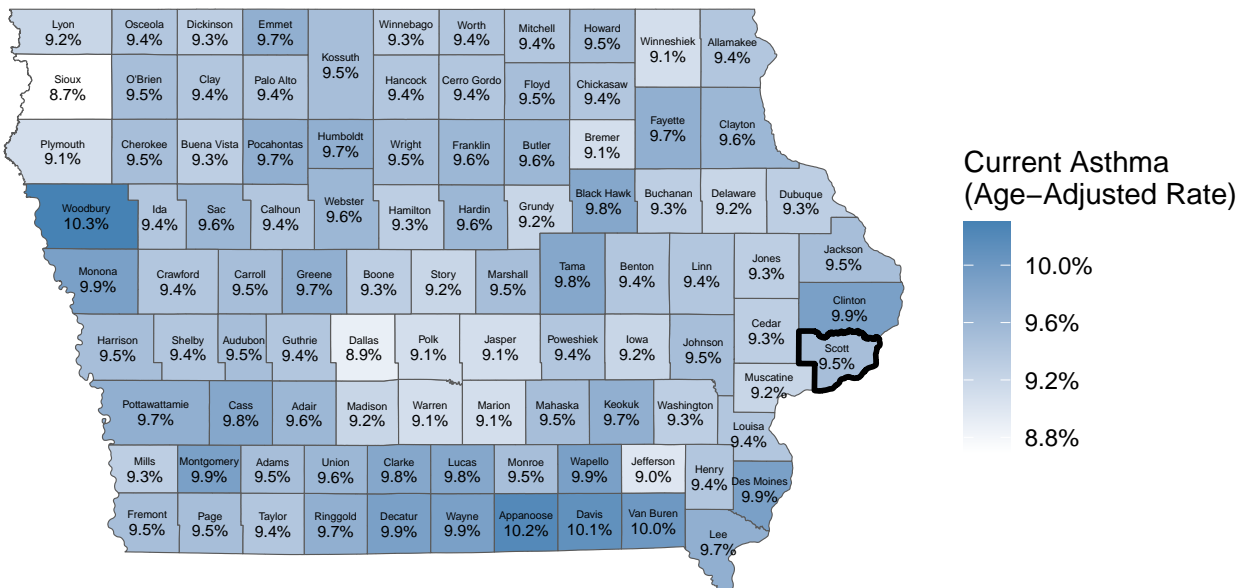 Lyon
9.2%
Osceola
9.4%
Dickinson
9.3%
Emmet
9.7%
Kossuth
9.5%
Winnebago
9.3%
Worth
9.4%
Mitchell
9.4%
Howard
9.5%
Winneshiek
9.1%
Allamakee
9.4%
Sioux
8.7%
O'Brien
9.5%
Clay
9.4%
Palo Alto
9.4%
Hancock
9.4%
Cerro Gordo
9.4%
Floyd
9.5%
Chickasaw
9.4%
Fayette
9.7%
Clayton
9.6%
Plymouth
9.1%
Cherokee
9.5%
Buena Vista
9.3%
Pocahontas
9.7%
Humboldt
9.7%
Wright
9.5%
Franklin
9.6%
Butler
9.6%
Bremer
9.1%
Woodbury
10.3%
Ida
9.4%
Sac
9.6%
Calhoun
9.4%
Webster
9.6%
Hamilton
9.3%
Hardin
9.6%
Grundy
9.2%
Black Hawk
9.8%
Buchanan
9.3%
Delaware
9.2%
Dubuque
9.3%
Monona
9.9%
Crawford
9.4%
Carroll
9.5%
Greene
9.7%
Boone
9.3%
Story
9.2%
Marshall
9.5%
Tama
9.8%
Benton
9.4%
Linn
9.4%
Jones
9.3%
Jackson
9.5%
Clinton
9.9%
Harrison
9.5%
Shelby
9.4%
Audubon
9.5%
Guthrie
9.4%
Dallas
8.9%
Polk
9.1%
Jasper
9.1%
Poweshiek
9.4%
Iowa
9.2%
Johnson
9.5%
Cedar
9.3%
Scott
9.5%
Muscatine
9.2%
Pottawattamie
9.7%
Cass
9.8%
Adair
9.6%
Madison
9.2%
Warren
9.1%
Marion
9.1%
Mahaska
9.5%
Keokuk
9.7%
Washington
9.3%
Louisa
9.4%
Mills
9.3%
Montgomery
9.9%
Adams
9.5%
Union
9.6%
Clarke
9.8%
Lucas
9.8%
Monroe
9.5%
Wapello
9.9%
Jefferson
9.0%
Henry
9.4%
Des Moines
9.9%
Fremont
9.5%
Page
9.5%
Taylor
9.4%
Ringgold
9.7%
Decatur
9.9%
Wayne
9.9%
Appanoose
10.2%
Davis
10.1%
Van Buren
10.0%
Lee
9.7%
Current Asthma
(Age−Adjusted Rate)
10.0%
9.6%
9.2%
8.8%